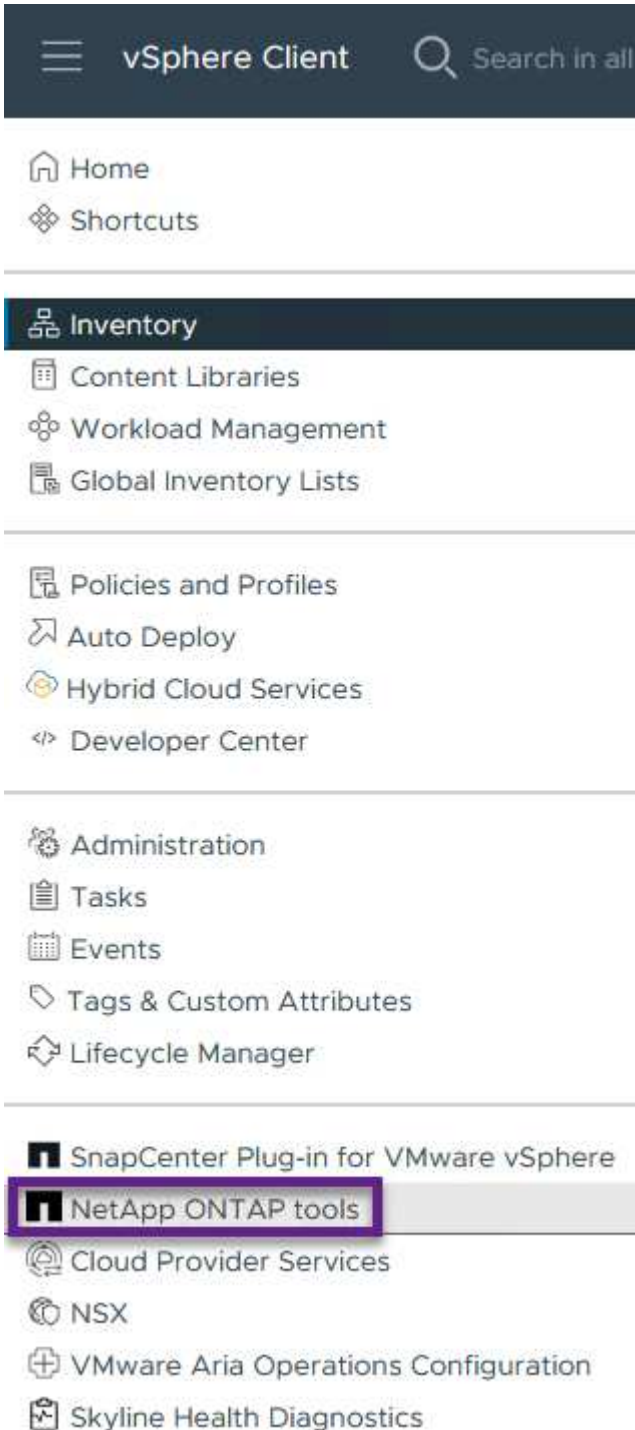 vSphere Client
Search in all
Home
Shortcuts
Inventory
Content Libraries
Workload Management
Global Inventory Lists
Policies and Profiles
Auto Deploy
Hybrid Cloud Services
Developer Center
Administration
Tasks
Events
Tags & Custom Attributes
Lifecycle Manager
SnapCenter Plug-in for VMware vSphere
NetApp ONTAP tools
Cloud Provider Services
NSX
VMware Aria Operations Configuration
Skyline Health Diagnostics